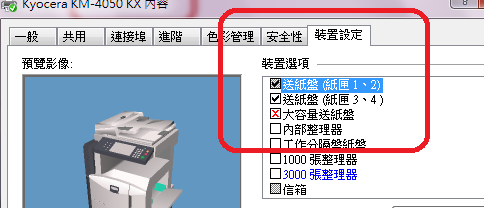 Kyocera KM-4050 KX 內容
一般 共用 連接埠 進階 色彩管理 安全性 裝置設定
預覽影像:
裝置選項
送紙盤 (紙匣 1、2)
送紙盤 (紙匣 3、4 )
大容量送紙盤
內部整理器
工作分隔盤紙盤
1000 張整理器
3000 張整理器
信箱